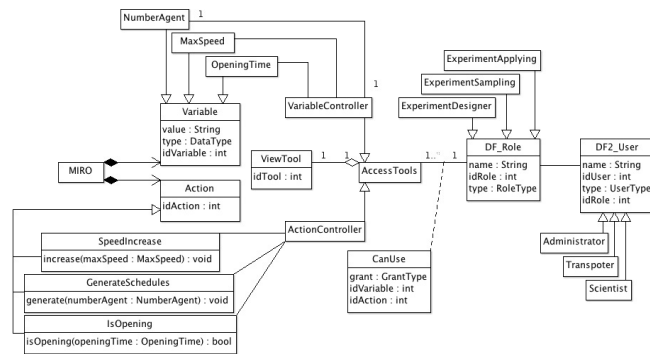 NumberAgent
1
MaxSpeed
ExperimentApplying
OpeningTime
ExperimentSampling
1
Variable
value : String
type : DataType
idVariable : int
VariableController
ExperimentDesigner
DF_Role
name : String
idRole : int
type : RoleType
DF2_User
name : String
idUser : int
type : UserType
idRole : int
MIRO
ViewTool
idTool : int
1
1
AccessTools
1..*
1
Action
idAction : int
SpeedIncrease
increase(maxSpeed : MaxSpeed) : void
ActionController
Administrator
CanUse
grant : GrantType
idVariable : int
idAction : int
Transpoter
GenerateSchedules
generate(numberAgent : NumberAgent) : void
Scientist
IsOpening
isOpening(openingTime : OpeningTime) : bool